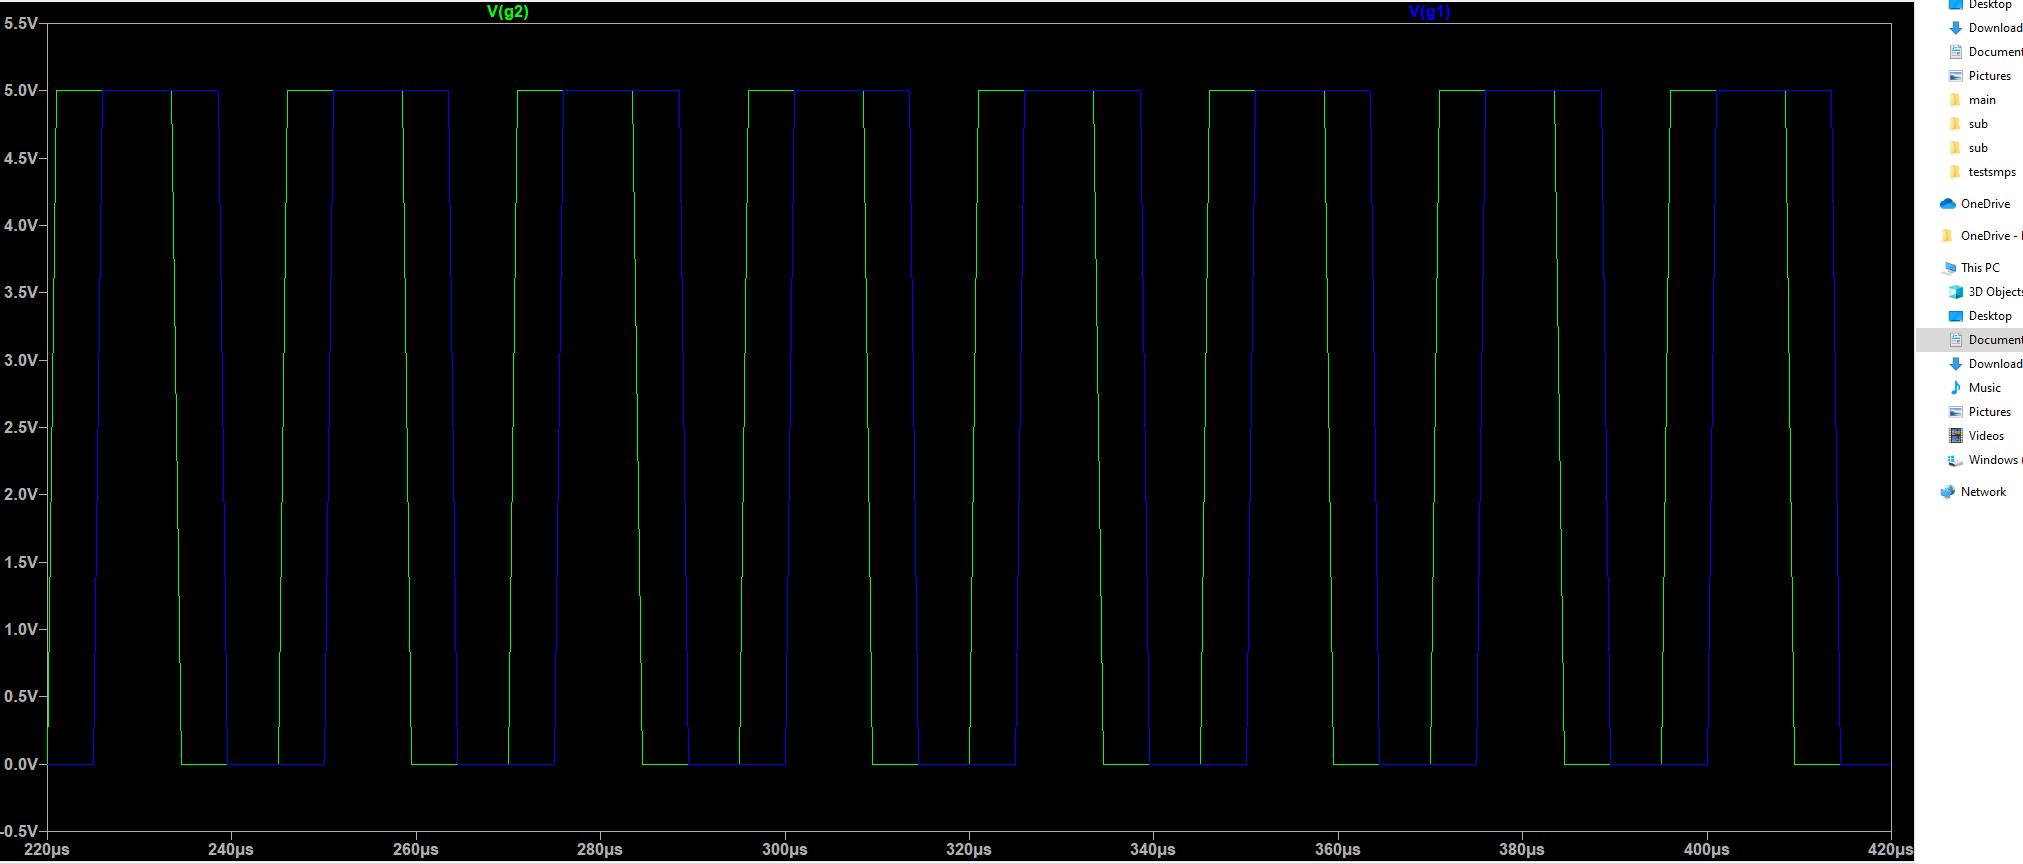 V(g2) V(g1)
5.5V
5.0V
4.5V
4.0V
3.5V
3.0V
2.5V
2.0V
1.5V
1.0V
0.5V
0.0V
-0.5V
220µs 240µs 260µs 280µs 300µs 320µs 340µs 360µs 380µs 400µs 420µs
Desktop
Download
Document
Pictures
main
sub
sub
testsmps
OneDrive
OneDrive -
This PC
3D Objects
Desktop
Document
Download
Music
Pictures
Videos
Windows (
Network